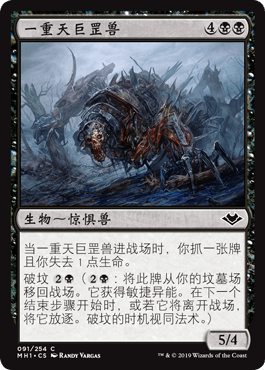 一重天巨罡兽
4
生物～惊惧兽
当一重天巨罡兽进战场时，你抓一张牌
且你失去1点生命。
破坟2（2：将此牌从你的坟墓场
移回战场。它获得敏捷异能。在下一个
结束步骤开始时，或若它将离开战场，
将它放逐。破坟的时机视同法术。）
5/4
091/254 C
MH1 • CS RANDY VARGAS
™ & © 2019 Wizards of the Coast